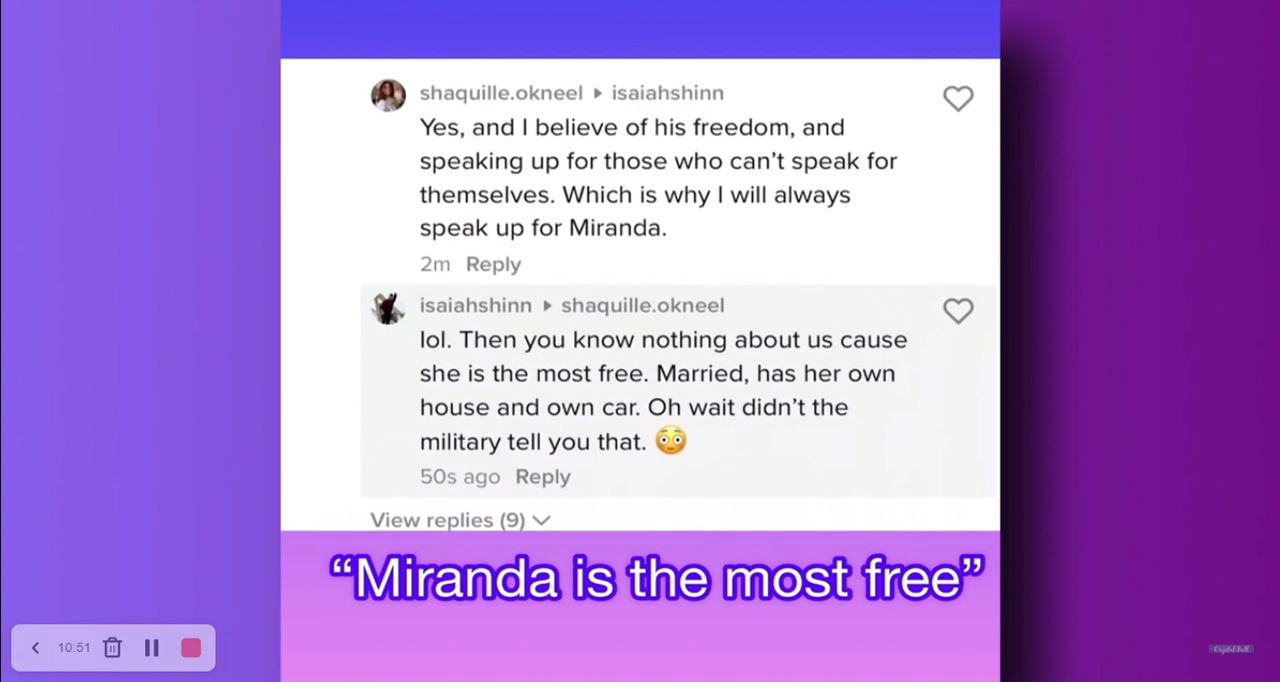 shaquille.okneel ▸ isaiahshinn
Yes, and I believe of his freedom, and
speaking up for those who can’t speak for
themselves. Which is why I will always
speak up for Miranda.
2m Reply
isaiahshinn ▸ shaquille.okneel
lol. Then you know nothing about us cause
she is the most free. Married, has her own
house and own car. Oh wait didn’t the
military tell you that. 😳
50s ago Reply
View replies (9)
“Miranda is the most free”
10:51